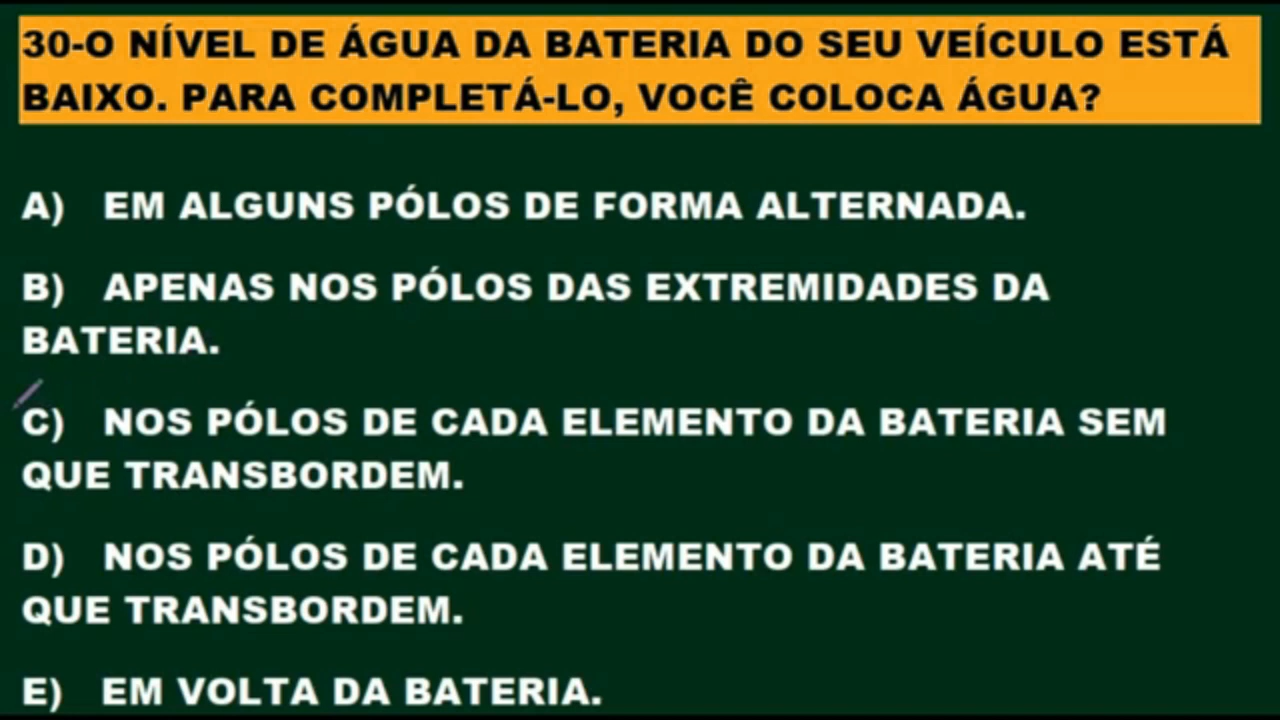 30-O NÍVEL DE ÁGUA DA BATERIA DO SEU VEÍCULO ESTÁ
BAIXO. PARA COMPLETÁ-LO, VOCÊ COLOCA ÁGUA?
A) EM ALGUNS PÓLOS DE FORMA ALTERNADA.
B) APENAS NOS PÓLOS DAS EXTREMIDADES DA
BATERIA.
C) NOS PÓLOS DE CADA ELEMENTO DA BATERIA SEM
QUE TRANSBORDEM.
D) NOS PÓLOS DE CADA ELEMENTO DA BATERIA ATÉ
QUE TRANSBORDEM.
E) EM VOLTA DA BATERIA.